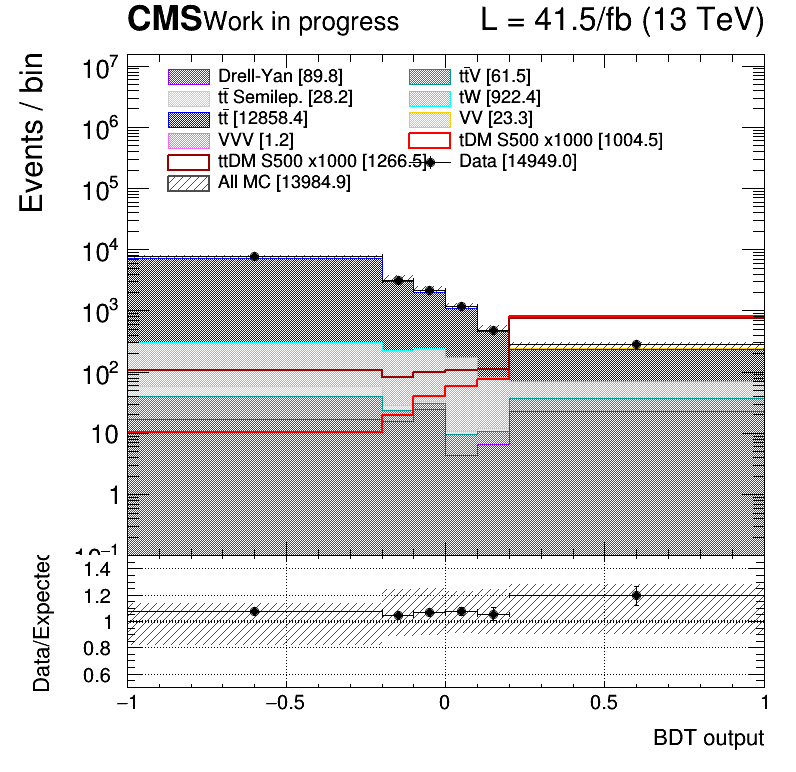 CMS Work in progress L = 41.5/fb (13 TeV)
Events / bin
10⁷
10⁶
10⁵
10⁴
10³
10²
10
1
10⁻¹
Drell-Yan [89.8] tt̄V [61.5]
tt̄ Semilep. [28.2] tW [922.4]
tt̄ [12858.4] VV [23.3]
VVV [1.2] tDM S500 x1000 [1004.5]
ttDM S500 x1000 [1266.5] Data [14949.0]
All MC [13984.9]
Data/Expected
1.4
1.2
1
0.8
0.6
−1 −0.5 0 0.5 1
BDT output